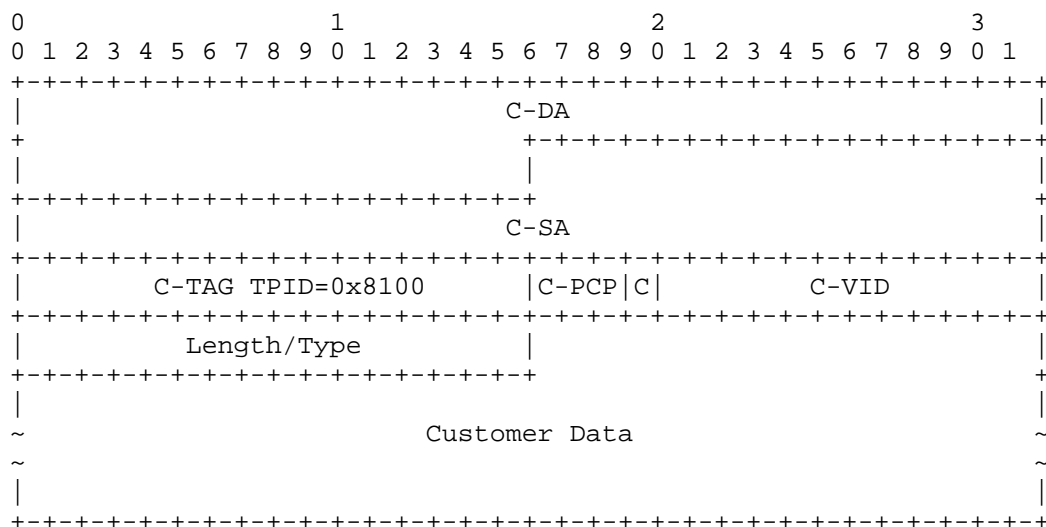 0                   1                   2                   3
0 1 2 3 4 5 6 7 8 9 0 1 2 3 4 5 6 7 8 9 0 1 2 3 4 5 6 7 8 9 0 1
+-+-+-+-+-+-+-+-+-+-+-+-+-+-+-+-+-+-+-+-+-+-+-+-+-+-+-+-+-+-+-+-+
|                              C-DA                             |
+                               +-+-+-+-+-+-+-+-+-+-+-+-+-+-+-+-+
|                               |                               |
+-+-+-+-+-+-+-+-+-+-+-+-+-+-+-+-+                               +
|                              C-SA                             |
+-+-+-+-+-+-+-+-+-+-+-+-+-+-+-+-+-+-+-+-+-+-+-+-+-+-+-+-+-+-+-+-+
|        C-TAG TPID=0x8100      |C-PCP|C|         C-VID         |
+-+-+-+-+-+-+-+-+-+-+-+-+-+-+-+-+-+-+-+-+-+-+-+-+-+-+-+-+-+-+-+-+
|          Length/Type          |                               |
+-+-+-+-+-+-+-+-+-+-+-+-+-+-+-+-+                               +
|                                                               |
~                         Customer Data                         ~
~                                                               ~
|                                                               |
+-+-+-+-+-+-+-+-+-+-+-+-+-+-+-+-+-+-+-+-+-+-+-+-+-+-+-+-+-+-+-+-+